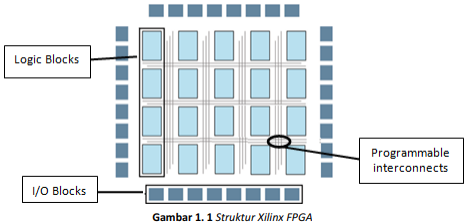 Logic Blocks
Programmable
interconnects
I/O Blocks
Gambar 1. 1 Struktur Xilinx FPGA